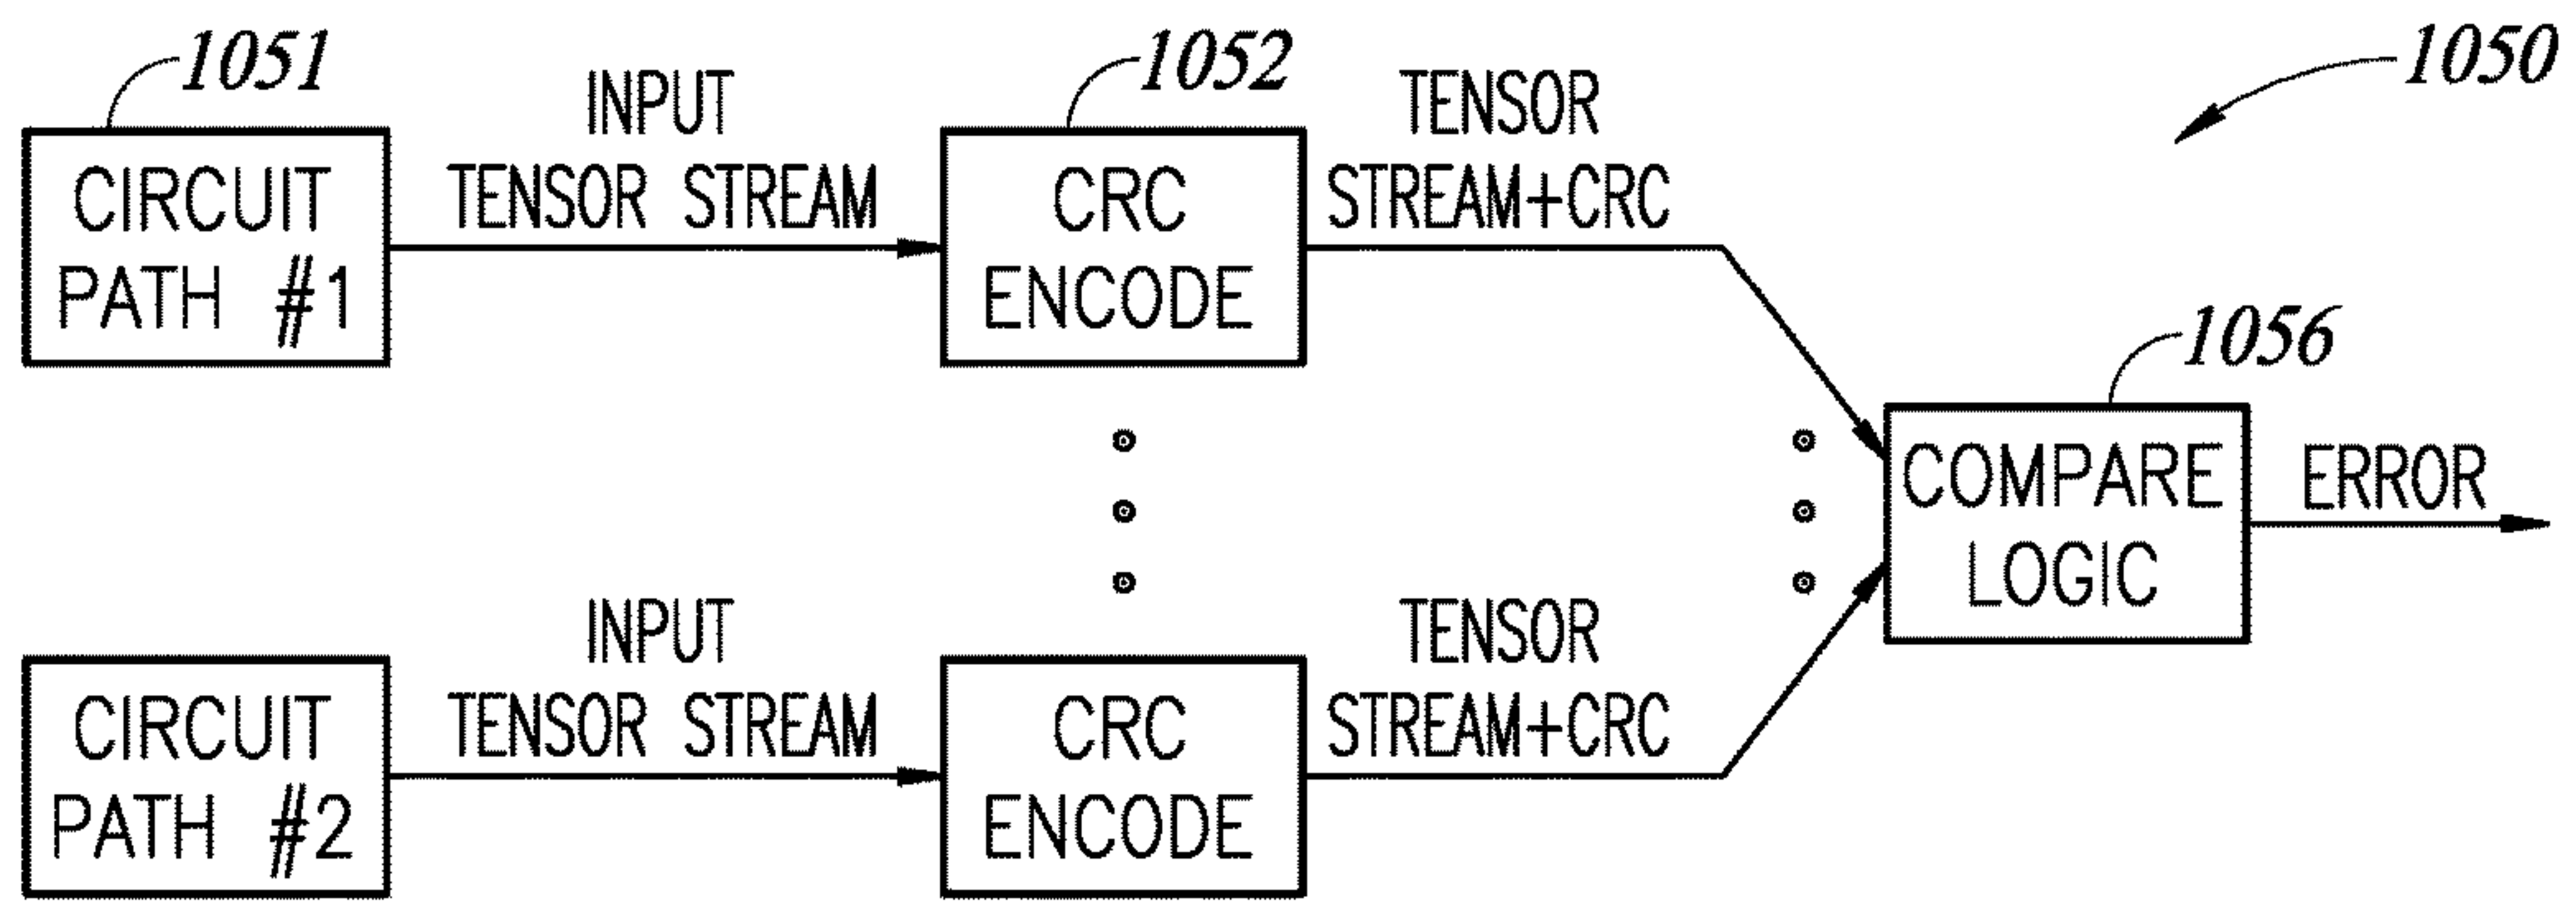 1051
1052
1050
INPUT
TENSOR STREAM
TENSOR
STREAM+CRC
CIRCUIT
PATH #1
CRC
ENCODE
1056
COMPARE
LOGIC
ERROR
INPUT
TENSOR STREAM
TENSOR
STREAM+CRC
CIRCUIT
PATH #2
CRC
ENCODE